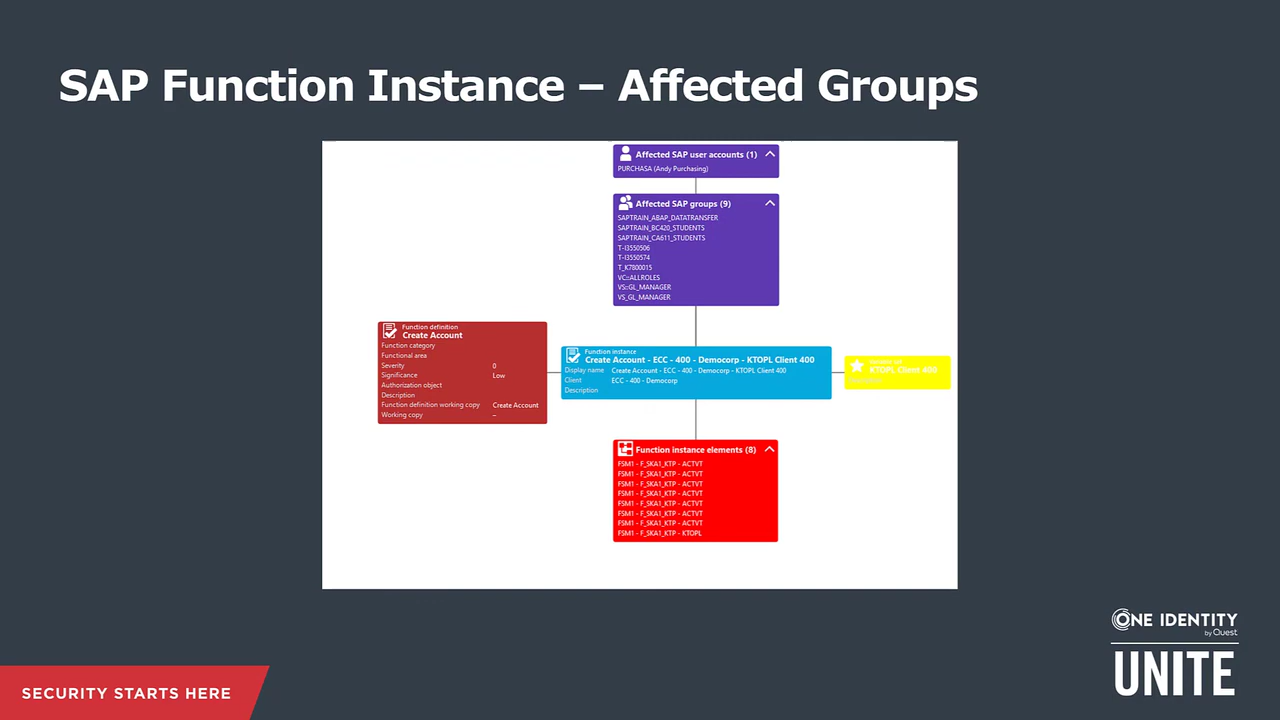 SAP Function Instance – Affected Groups
Affected SAP user accounts (1)
PURCHASA (Andy Purchasing)
Affected SAP groups (9)
SAPTRAIN_ABAP_DATATRANSFER
SAPTRAIN_BC420_STUDENTS
SAPTRAIN_CA611_STUDENTS
T-I3550506
T-I3550574
T_K7800015
VC::ALLROLES
VS::GL_MANAGER
VS_GL_MANAGER
Function definition
Create Account
Function category
Functional area
Severity 0
Significance Low
Authorization object
Description
Function definition working copy Create Account
Working copy –
Function instance
Create Account - ECC - 400 - Democorp - KTOPL Client 400
Display name Create Account - ECC - 400 - Democorp - KTOPL Client 400
Client ECC - 400 - Democorp
Description
KTOPL Client 400
Function instance elements (8)
FSM1 - F_SKA1_KTP - ACTVT
FSM1 - F_SKA1_KTP - ACTVT
FSM1 - F_SKA1_KTP - ACTVT
FSM1 - F_SKA1_KTP - ACTVT
FSM1 - F_SKA1_KTP - ACTVT
FSM1 - F_SKA1_KTP - ACTVT
FSM1 - F_SKA1_KTP - ACTVT
FSM1 - F_SKA1_KTP - KTOPL
ONE IDENTITY
by Quest
UNITE
SECURITY STARTS HERE